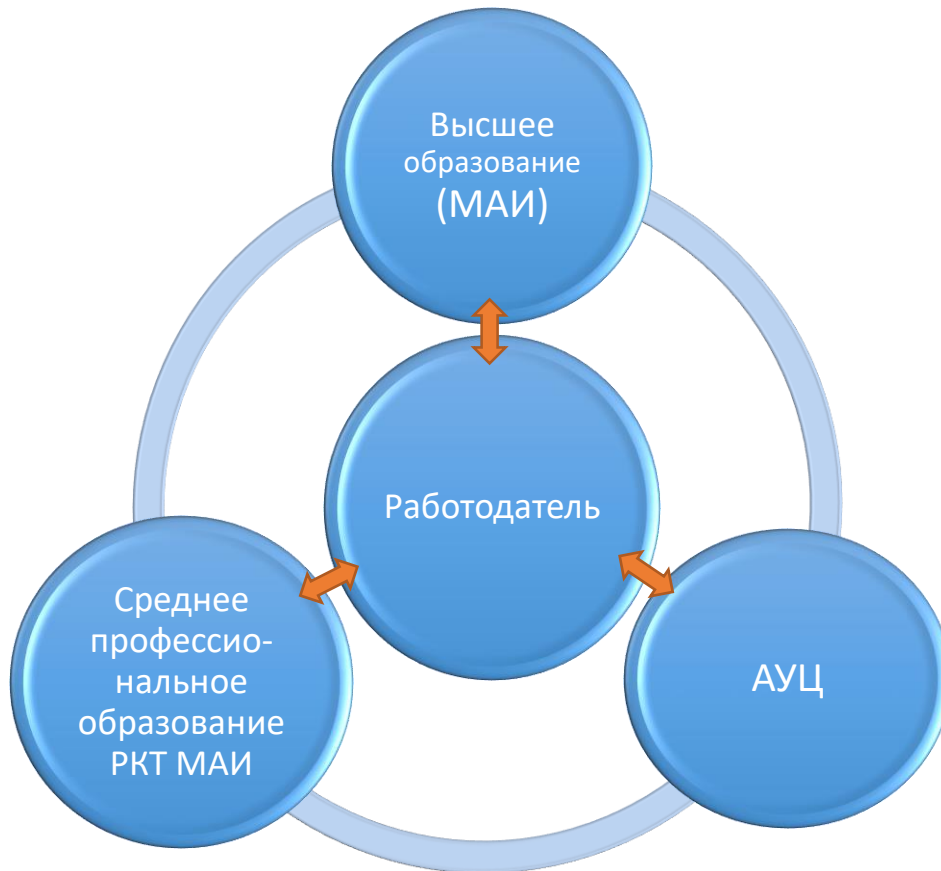 Высшее
образование
(МАИ)
Работодатель
Среднее
профессио-
нальное
образование
РКТ МАИ
АУЦ